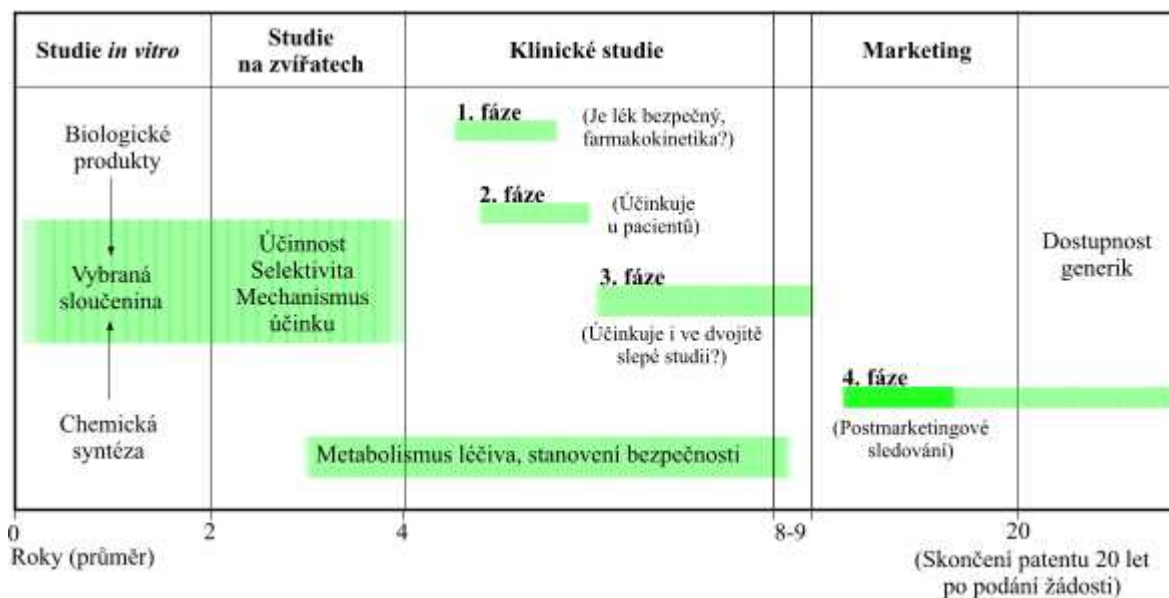 Studie in vitro
Studie
na zvířatech
Klinické studie
Marketing
Biologické
produkty
Vybraná
sloučenina
Chemická
syntéza
Účinnost
Selektivita
Mechanismus
účinku
1. fáze
(Je lék bezpečný,
farmakokinetika?)
2. fáze
(Účinkuje
u pacientů)
3. fáze
(Účinkuje i ve dvojitě
slepé studii?)
4. fáze
(Postmarketingové
sledování)
Dostupnost
generik
Metabolismus léčiva, stanovení bezpečnosti
0
2
4
8-9
20
Roky (průměr)
(Skončení patentu 20 let
po podání žádosti)